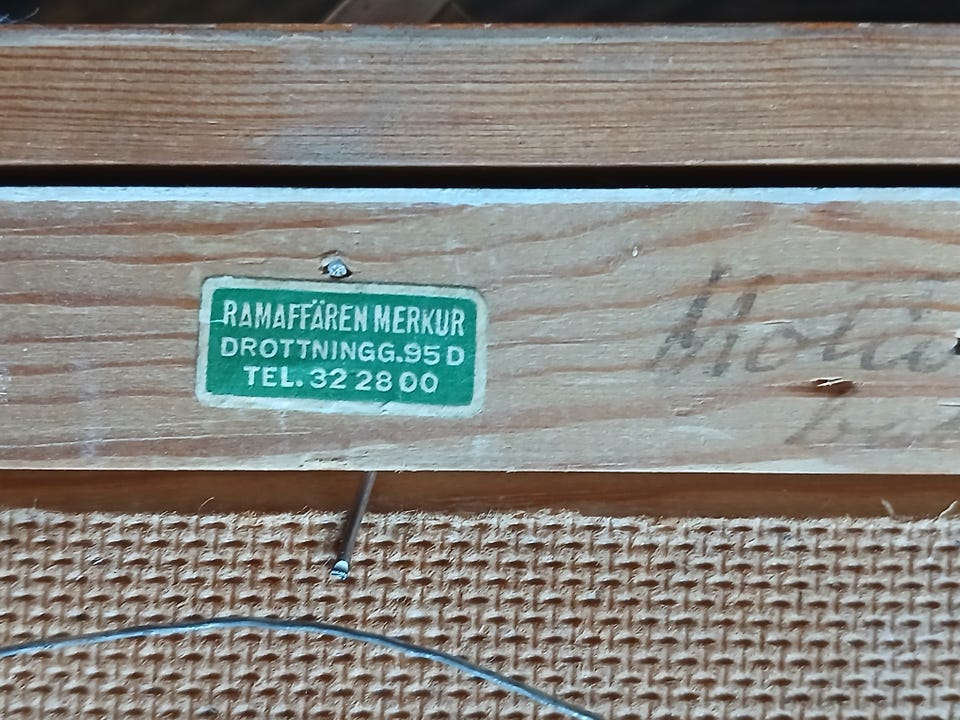 RAMAFFÄREN MERKUR
DROTTNINGG. 95 D
TEL. 32 28 00